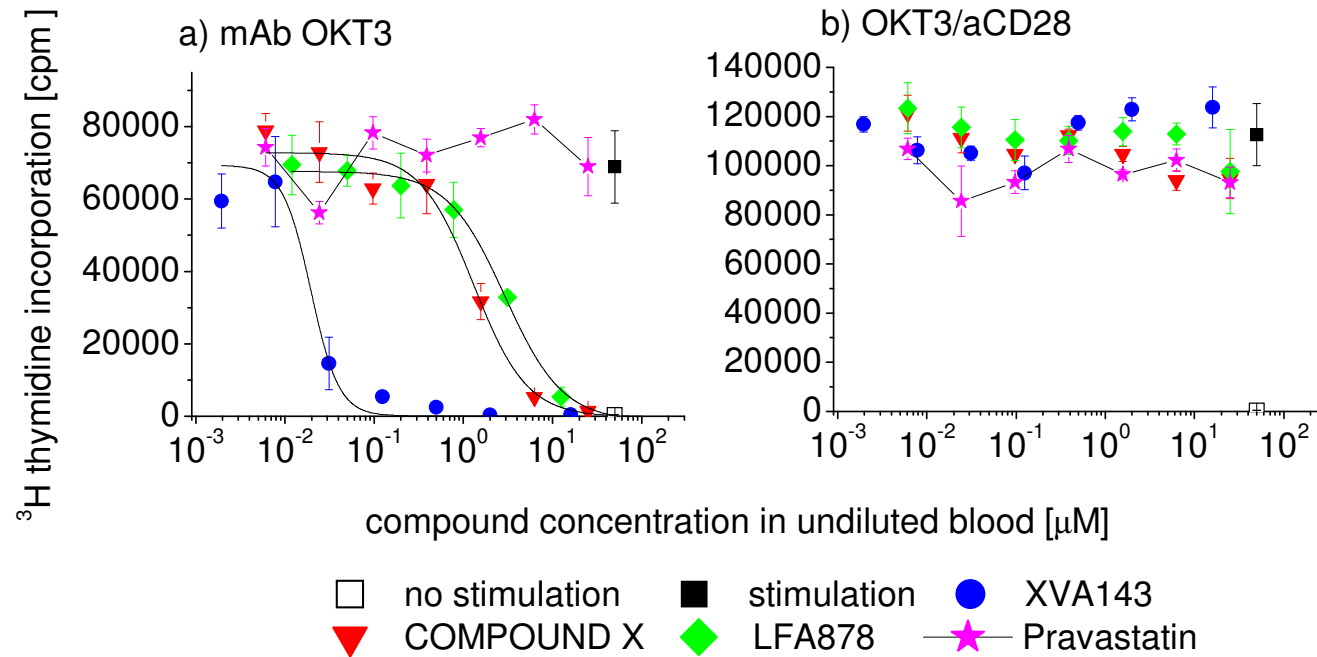 a) mAb OKT3
b) OKT3/aCD28
³H thymidine incorporation [cpm]
80000
60000
40000
20000
0
10⁻³ 10⁻² 10⁻¹ 10⁰ 10¹ 10²
140000
120000
100000
80000
60000
40000
20000
0
10⁻³ 10⁻² 10⁻¹ 10⁰ 10¹ 10²
compound concentration in undiluted blood [µM]
no stimulation stimulation XVA143
COMPOUND X LFA878 Pravastatin